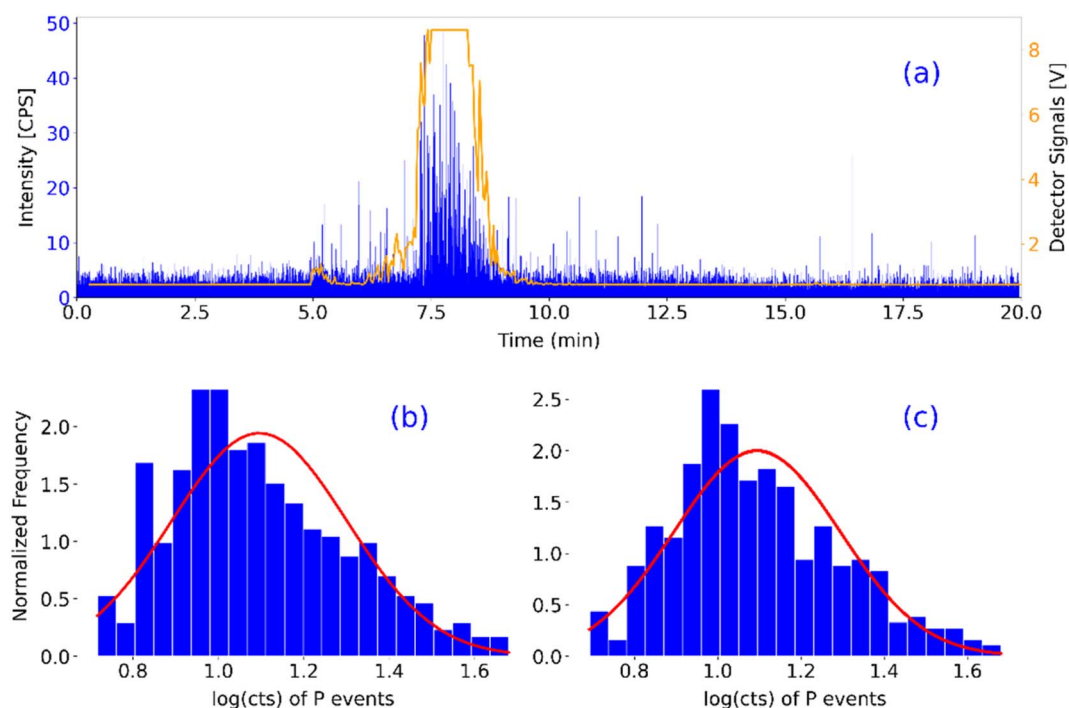 50
40
30
20
10
0
Intensity [CPS]
(a)
8
6
4
2
Detector Signals [V]
0.0 2.5 5.0 7.5 10.0 12.5 15.0 17.5 20.0
Time (min)
Normalized Frequency
2.0
1.5
1.0
0.5
0.0
(b)
0.8 1.0 1.2 1.4 1.6
log(cts) of P events
2.5
2.0
1.5
1.0
0.5
0.0
(c)
0.8 1.0 1.2 1.4 1.6
log(cts) of P events